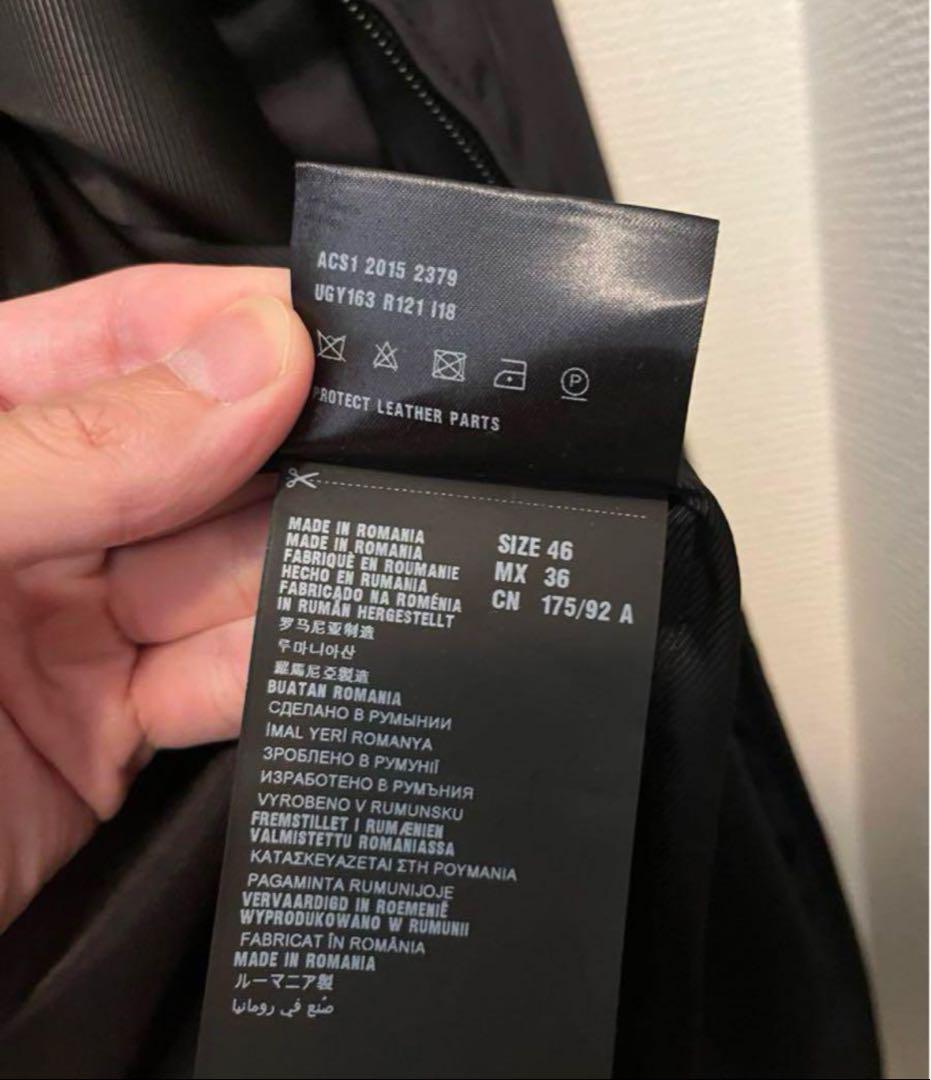 ACS1 2015 2379
UGY163 R121 I18
P
PROTECT LEATHER PARTS
MADE IN ROMANIA
MADE IN ROMANIA
FABRIQUÈ EN ROUMANIE
HECHO EN RUMANIA
FABRICADO NA ROMÉNIA
IN RUMÄN HERGESTELLT
罗马尼亚制造
루마니아산
羅馬尼亞製造
BUATAN ROMANIA
СДЕЛАНО В РУМЫНИИ
İMAL YERİ ROMANYA
ЗРОБЛЕНО В РУМУНІЇ
ИЗРАБОТЕНО В РУМЪНИЯ
VYROBENO V RUMUNSKU
FREMSTILLET I RUMÆNIEN
VALMISTETTU ROMANIASSA
ΚΑΤΑΣΚΕΥΑΖΕΤΑΙ ΣΤΗ ΡΟΥΜΑΝΙΑ
PAGAMINTA RUMUNIJOJE
VERVAARDIGD IN ROEMENIË
WYPRODUKOWANO W RUMUNII
FABRICAT ÎN ROMÂNIA
MADE IN ROMANIA
ルーマニア製
صُنع في رومانيا
SIZE 46
MX 36
CN 175/92 A